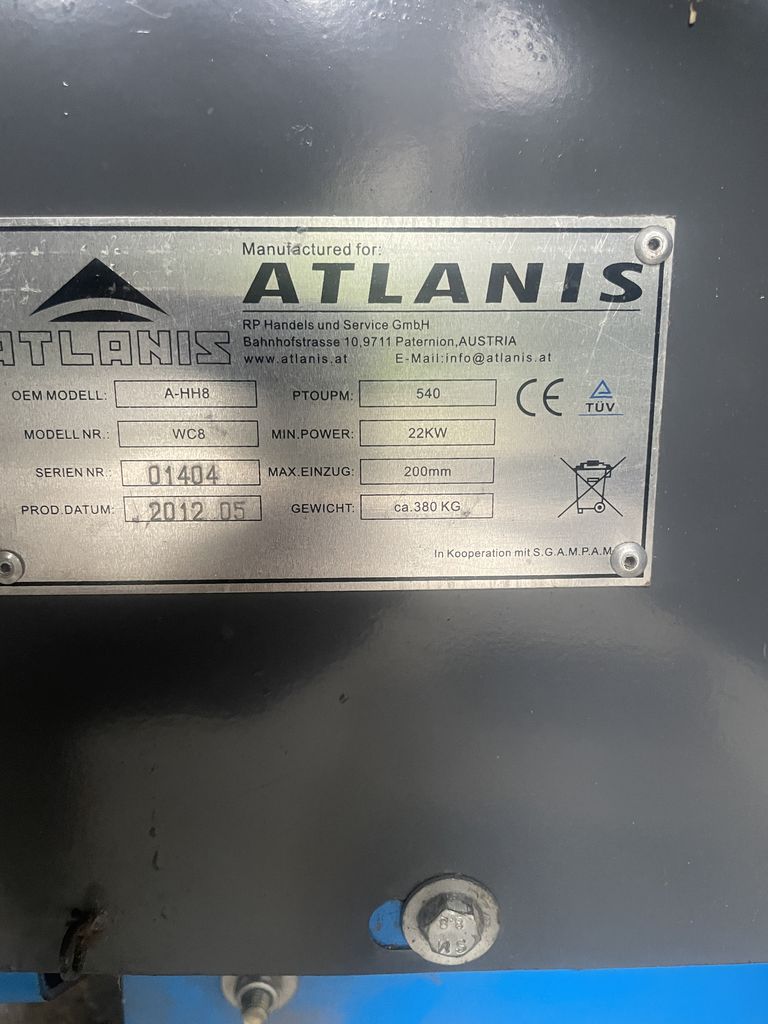 Manufactured for:
ATLANIS
ATLANIS
RP Handels und Service GmbH
Bahnhofstrasse 10,9711 Paternion,AUSTRIA
www.atlanis.at E-Mail:info@atlanis.at
OEM MODELL: A-HH8 PTOUPM: 540
MODELL NR.: WC8 MIN.POWER: 22KW
SERIEN NR.: 01404 MAX.EINZUG: 200mm
PROD.DATUM: 2012 05 GEWICHT: ca.380 KG
CE TÜV
In Kooperation mit S.G.A.M.P.A.M
8.8